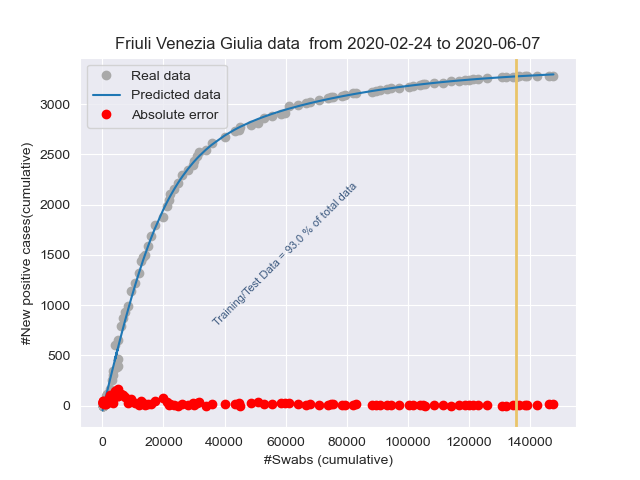 Friuli Venezia Giulia data  from 2020-02-24 to 2020-06-07
Real data
Predicted data
Absolute error
#New positive cases(cumulative)
3000
2500
2000
1500
1000
500
0
Training/Test Data = 93.0 % of total data
0 20000 40000 60000 80000 100000 120000 140000
#Swabs (cumulative)